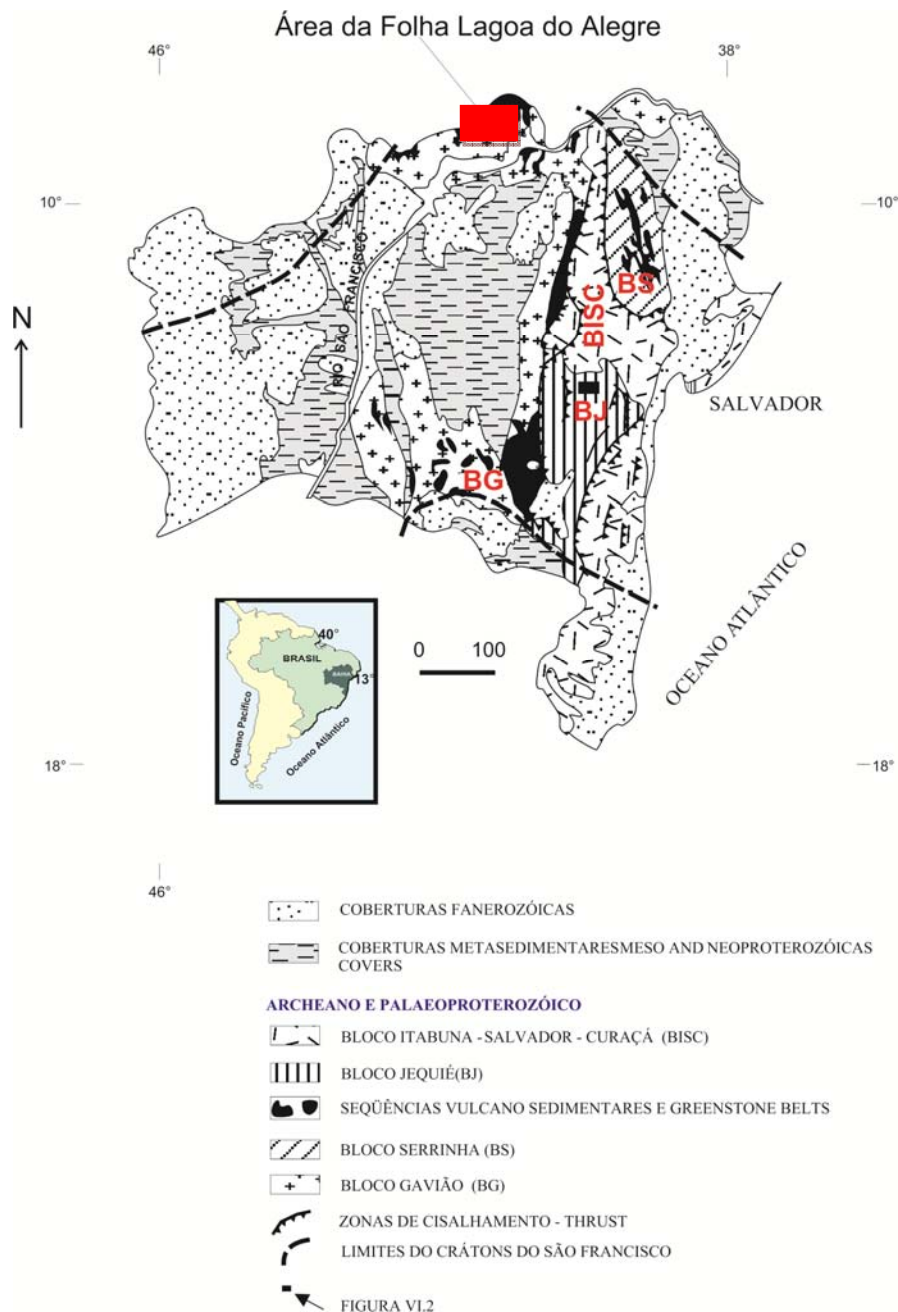 Área da Folha Lagoa do Alegre
46°
38°
10°
10°
N
RIO SÃO FRANCISCO
BS
BISC
SALVADOR
BJ
BG
OCEANO ATLÂNTICO
0 100
40°
BRASIL
BAHIA
13°
Oceano Pacífico
Oceano Atlântico
18°
18°
46°
COBERTURAS FANEROZÓICAS
COBERTURAS METASEDIMENTARESMESO AND NEOPROTEROZÓICAS
COVERS
ARCHEANO E PALAEOPROTEROZÓICO
BLOCO ITABUNA - SALVADOR - CURAÇÁ (BISC)
BLOCO JEQUIÉ(BJ)
SEQÜÊNCIAS VULCANO SEDIMENTARES E GREENSTONE BELTS
BLOCO SERRINHA (BS)
BLOCO GAVIÃO (BG)
ZONAS DE CISALHAMENTO - THRUST
LIMITES DO CRÁTONS DO SÃO FRANCISCO
FIGURA VI.2